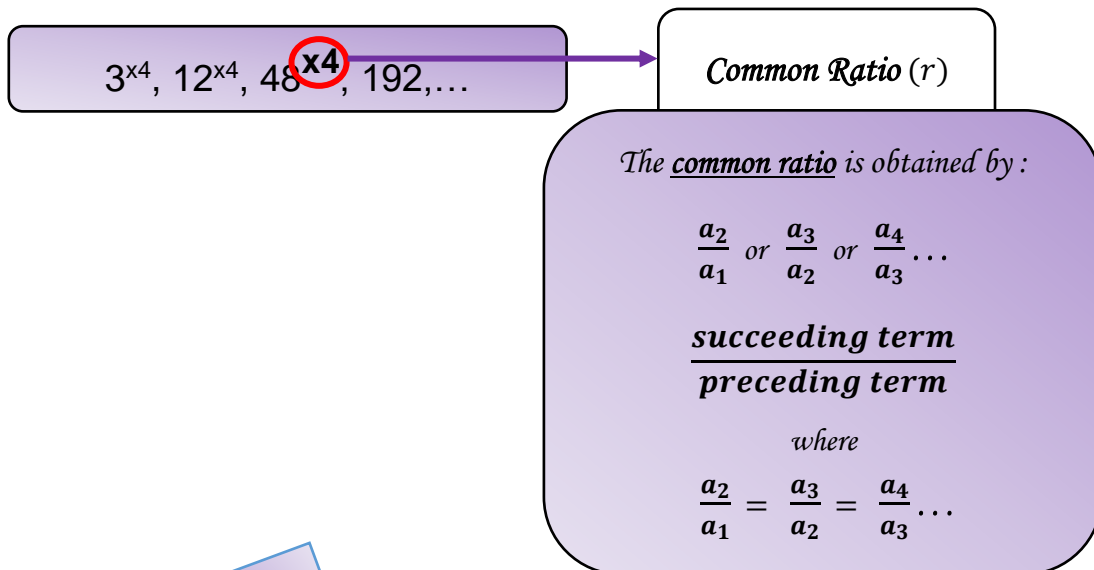 3ˣ⁴, 12ˣ⁴, 48ˣ⁴, 192,…
Common Ratio (r)
The common ratio is obtained by :
a₂/a₁ or a₃/a₂ or a₄/a₃ …
succeeding term
preceding term
where
a₂/a₁ = a₃/a₂ = a₄/a₃ …